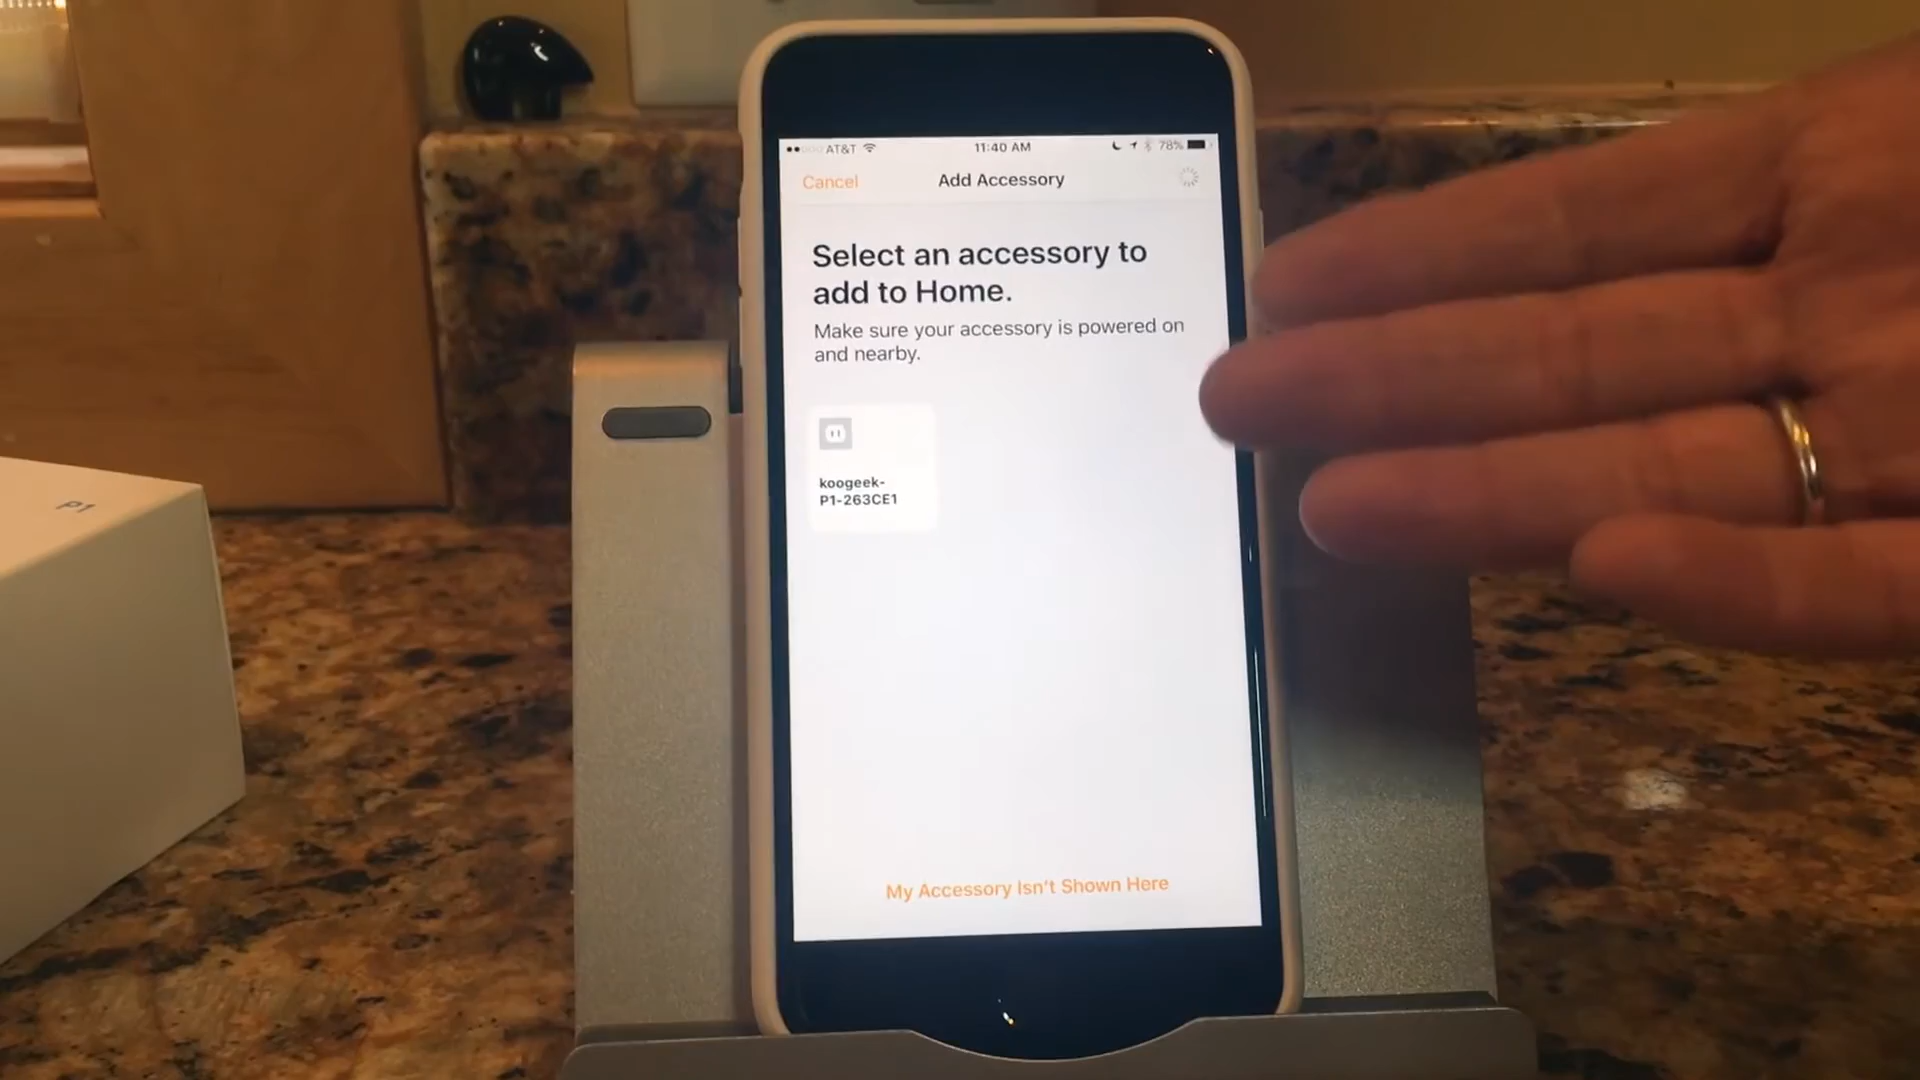 AT&T 11:40 AM 78%
Cancel Add Accessory
Select an accessory to
add to Home.
Make sure your accessory is powered on
and nearby.
koogeek-
P1-263CE1
My Accessory Isn't Shown Here
P1